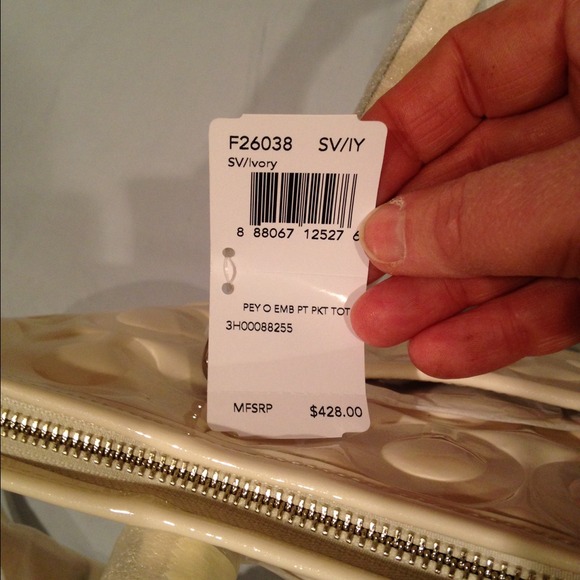 F26038 SV/IY
SV/Ivory
8 88067 12527 6
PEY O EMB PT PKT TOT
3H00088255
MFSRP $428.00